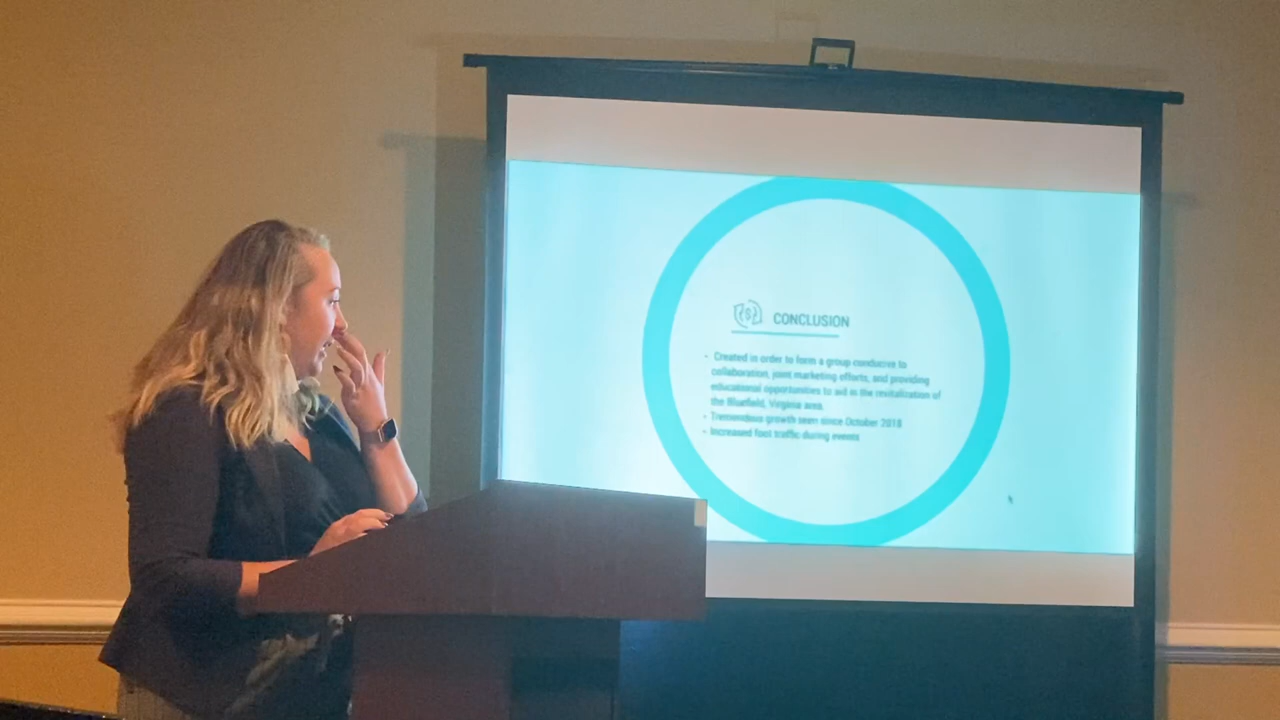 CONCLUSION
- Created in order to form a group conducive to
collaboration, joint marketing efforts, and providing
educational opportunities to aid in the revitalization of
the Bluefield, Virginia area.
- Tremendous growth seen since October 2018
- Increased foot traffic during events